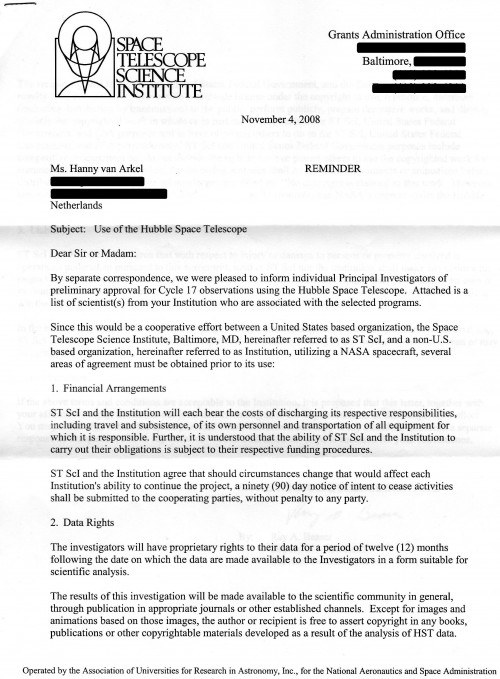 SPACE
TELESCOPE
SCIENCE
INSTITUTE
Grants Administration Office
Baltimore,
November 4, 2008
Ms. Hanny van Arkel
REMINDER
Netherlands
Subject: Use of the Hubble Space Telescope
Dear Sir or Madam:
By separate correspondence, we were pleased to inform individual Principal Investigators of
preliminary approval for Cycle 17 observations using the Hubble Space Telescope. Attached is a
list of scientist(s) from your Institution who are associated with the selected programs.
Since this would be a cooperative effort between a United States based organization, the Space
Telescope Science Institute, Baltimore, MD, hereinafter referred to as ST ScI, and a non-U.S.
based organization, hereinafter referred to as Institution, utilizing a NASA spacecraft, several
areas of agreement must be obtained prior to its use:
1. Financial Arrangements
ST ScI and the Institution will each bear the costs of discharging its respective responsibilities,
including travel and subsistence, of its own personnel and transportation of all equipment for
which it is responsible. Further, it is understood that the ability of ST ScI and the Institution to
carry out their obligations is subject to their respective funding procedures.
ST ScI and the Institution agree that should circumstances change that would affect each
Institution's ability to continue the project, a ninety (90) day notice of intent to cease activities
shall be submitted to the cooperating parties, without penalty to any party.
2. Data Rights
The investigators will have proprietary rights to their data for a period of twelve (12) months
following the date on which the data are made available to the Investigators in a form suitable for
scientific analysis.
The results of this investigation will be made available to the scientific community in general,
through publication in appropriate journals or other established channels. Except for images and
animations based on those images, the author or recipient is free to assert copyright in any books,
publications or other copyrightable materials developed as a result of the analysis of HST data.
Operated by the Association of Universities for Research in Astronomy, Inc., for the National Aeronautics and Space Administration